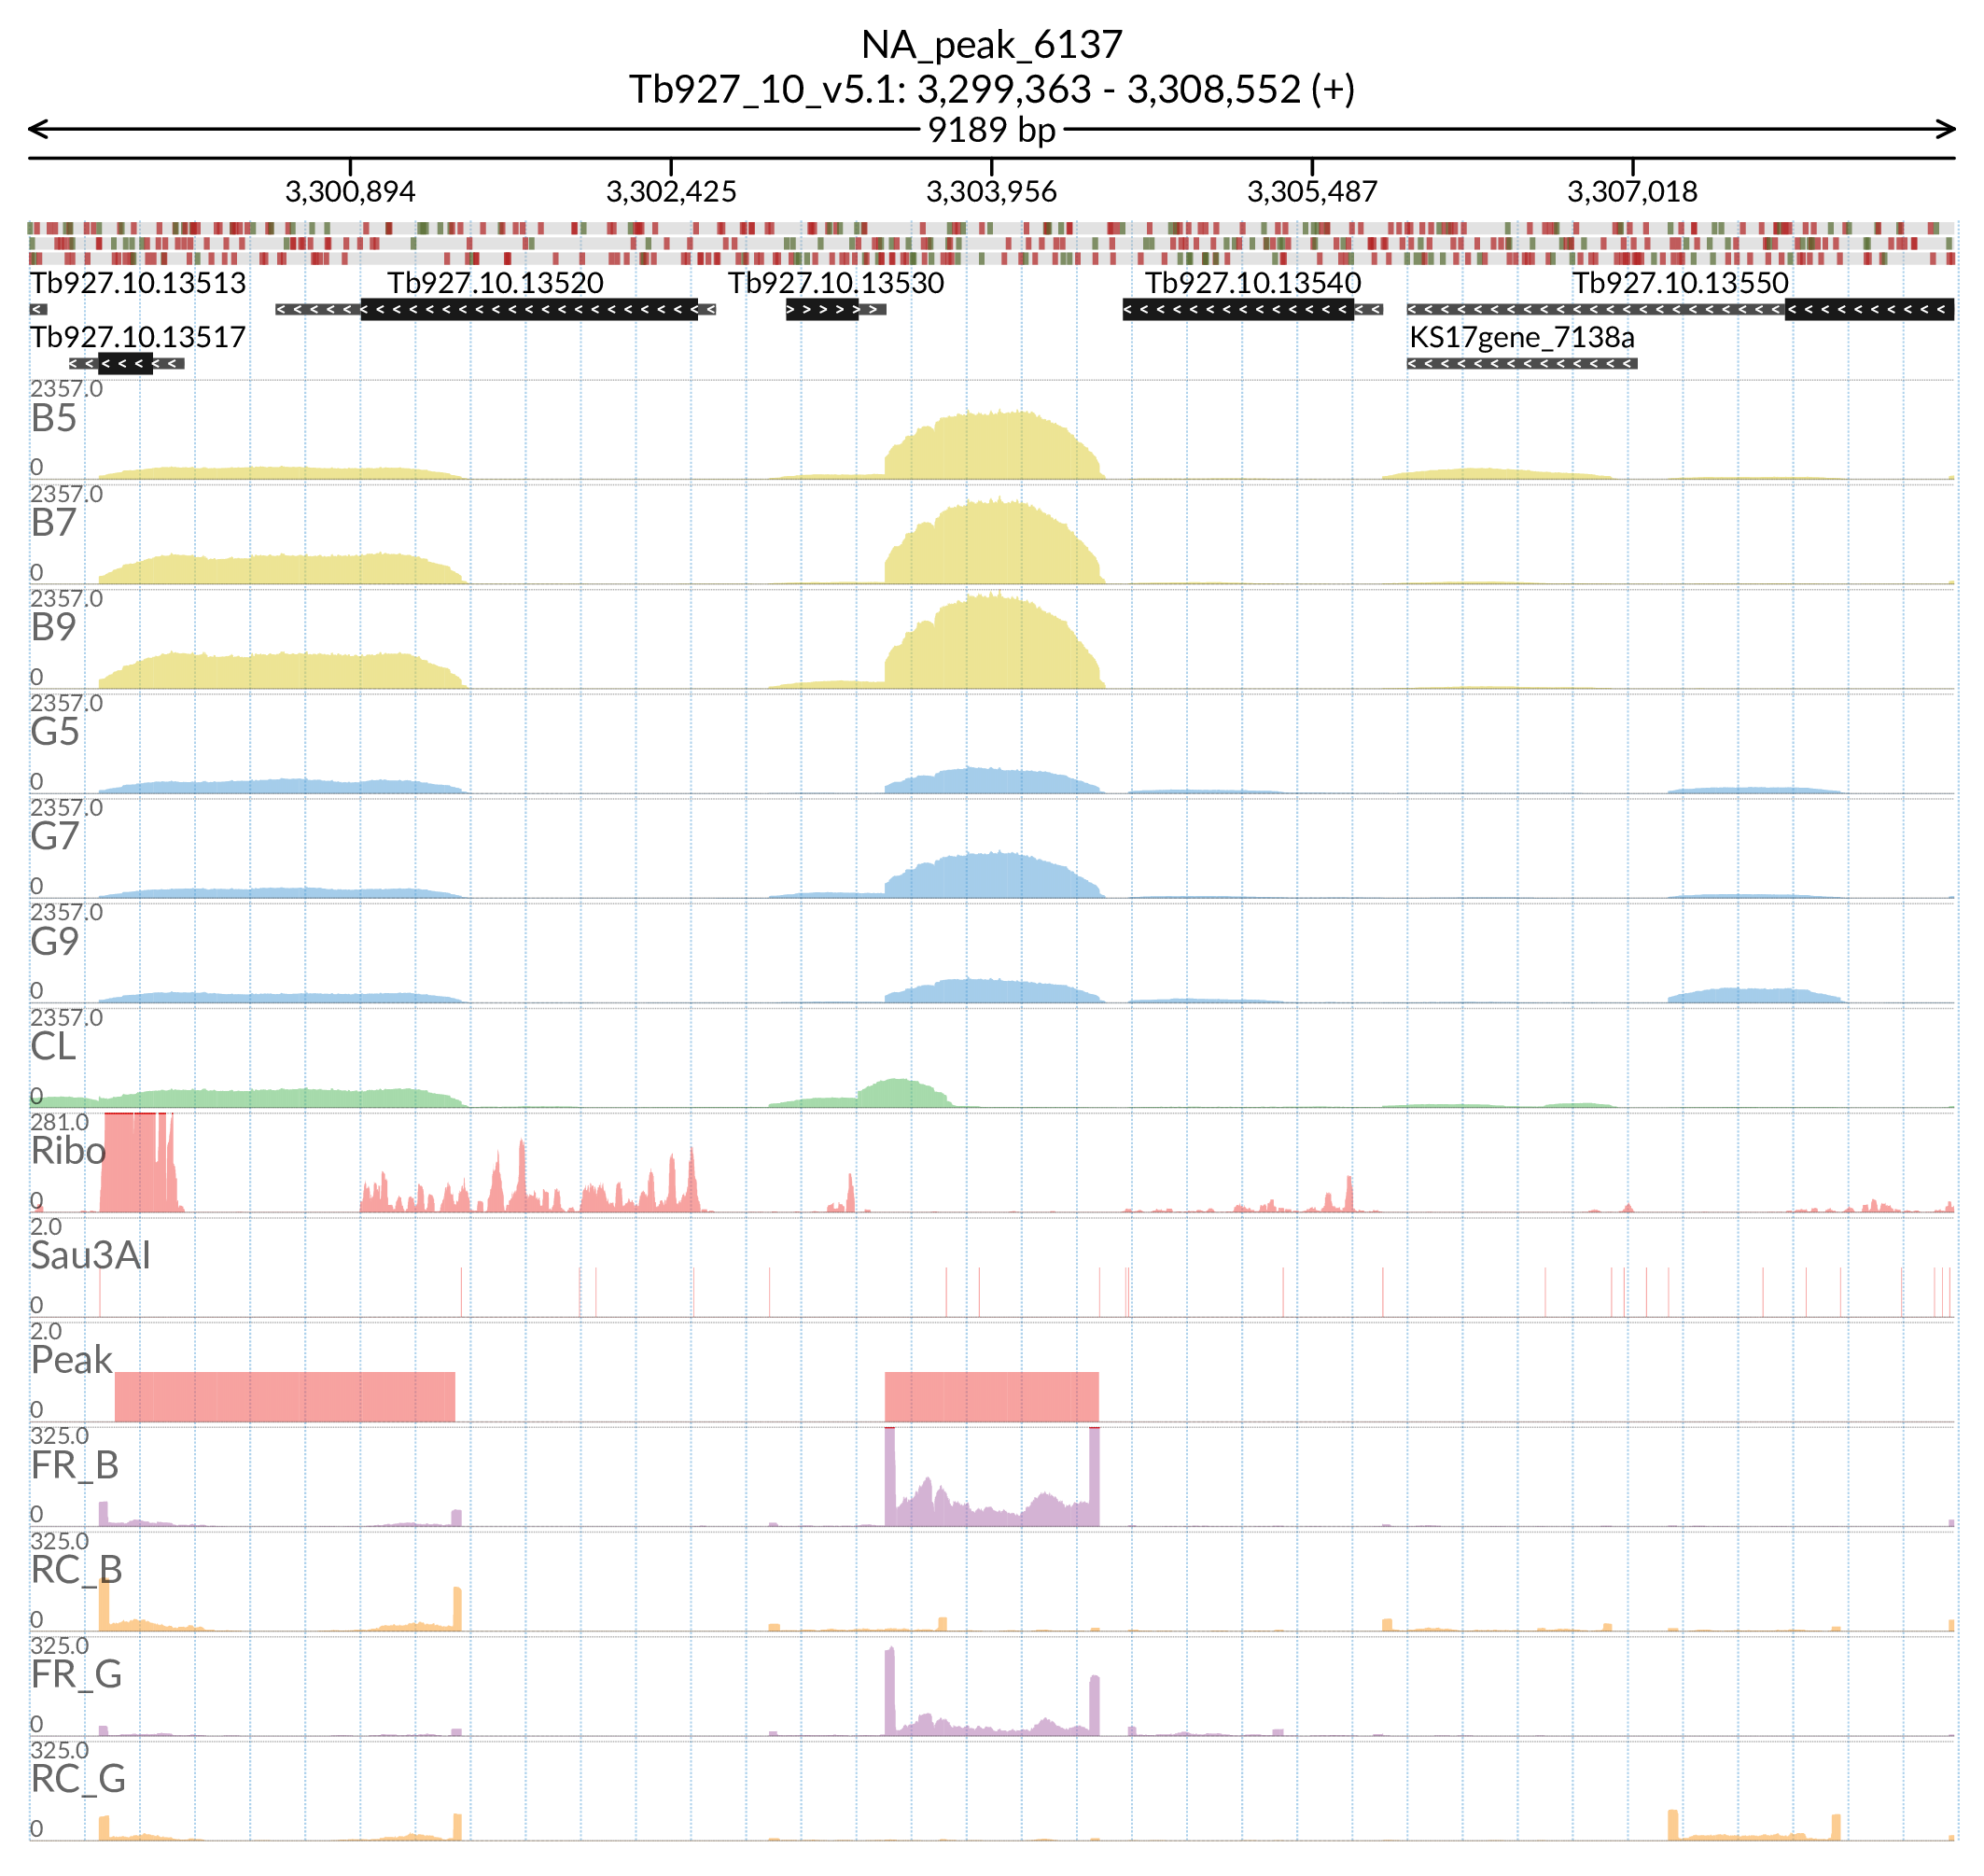 NA_peak_6137
Tb927_10_v5.1: 3,299,363 - 3,308,552 (+)
9189 bp
3,300,894 3,302,425 3,303,956 3,305,487 3,307,018
Tb927.10.13513 Tb927.10.13520 Tb927.10.13530 Tb927.10.13540 Tb927.10.13550
Tb927.10.13517 KS17gene_7138a
2357.0
B5
0
2357.0
B7
0
2357.0
B9
0
2357.0
G5
0
2357.0
G7
0
2357.0
G9
0
2357.0
CL
0
281.0
Ribo
0
2.0
Sau3AI
0
2.0
Peak
0
325.0
FR_B
0
325.0
RC_B
0
325.0
FR_G
0
325.0
RC_G
0